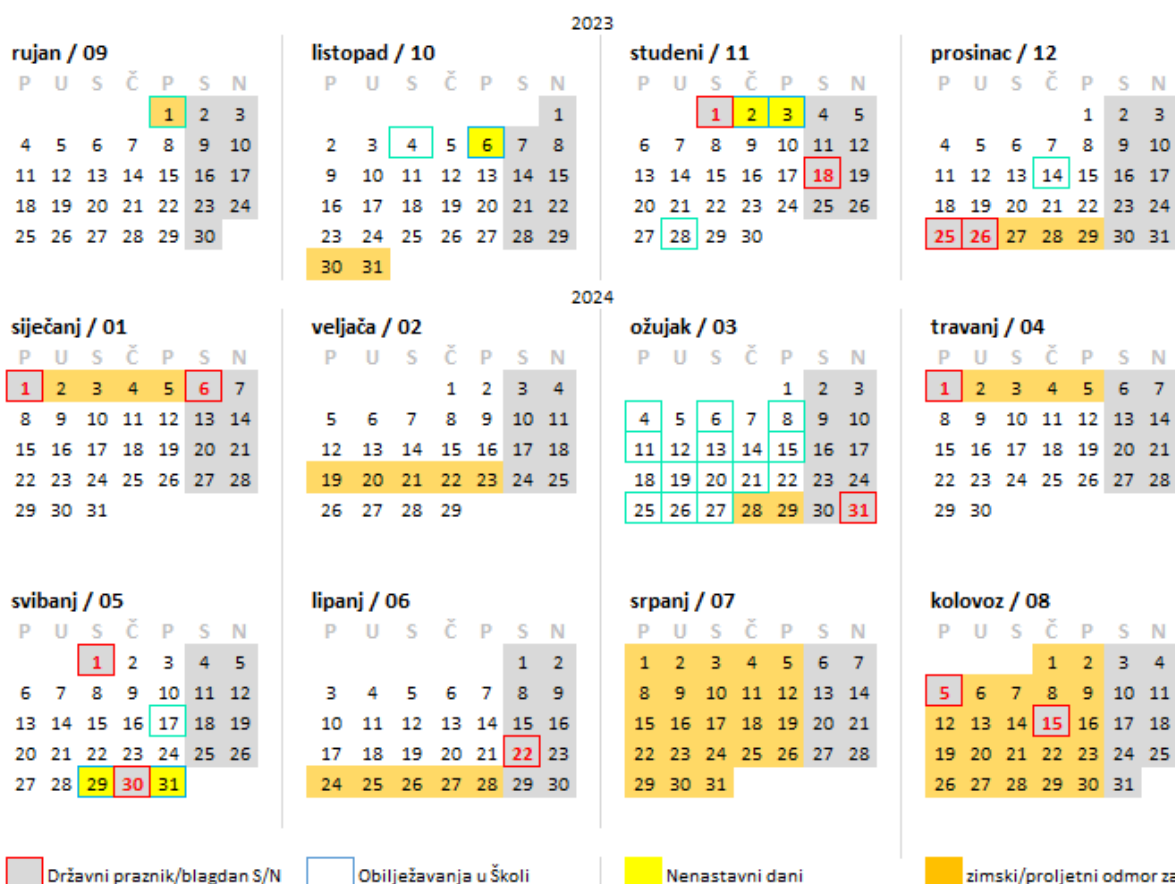 2023
rujan / 09
P U S Č P S N
1 2 3
4 5 6 7 8 9 10
11 12 13 14 15 16 17
18 19 20 21 22 23 24
25 26 27 28 29 30
listopad / 10
P U S Č P S N
1
2 3 4 5 6 7 8
9 10 11 12 13 14 15
16 17 18 19 20 21 22
23 24 25 26 27 28 29
30 31
studeni / 11
P U S Č P S N
1 2 3 4 5
6 7 8 9 10 11 12
13 14 15 16 17 18 19
20 21 22 23 24 25 26
27 28 29 30
prosinac / 12
P U S Č P S N
1 2 3
4 5 6 7 8 9 10
11 12 13 14 15 16 17
18 19 20 21 22 23 24
25 26 27 28 29 30 31
2024
siječanj / 01
P U S Č P S N
1 2 3 4 5 6 7
8 9 10 11 12 13 14
15 16 17 18 19 20 21
22 23 24 25 26 27 28
29 30 31
veljača / 02
P U S Č P S N
1 2 3 4
5 6 7 8 9 10 11
12 13 14 15 16 17 18
19 20 21 22 23 24 25
26 27 28 29
ožujak / 03
P U S Č P S N
1 2 3
4 5 6 7 8 9 10
11 12 13 14 15 16 17
18 19 20 21 22 23 24
25 26 27 28 29 30 31
travanj / 04
P U S Č P S N
1 2 3 4 5 6 7
8 9 10 11 12 13 14
15 16 17 18 19 20 21
22 23 24 25 26 27 28
29 30
svibanj / 05
P U S Č P S N
1 2 3 4 5
6 7 8 9 10 11 12
13 14 15 16 17 18 19
20 21 22 23 24 25 26
27 28 29 30 31
lipanj / 06
P U S Č P S N
1 2
3 4 5 6 7 8 9
10 11 12 13 14 15 16
17 18 19 20 21 22 23
24 25 26 27 28 29 30
srpanj / 07
P U S Č P S N
1 2 3 4 5 6 7
8 9 10 11 12 13 14
15 16 17 18 19 20 21
22 23 24 25 26 27 28
29 30 31
kolovoz / 08
P U S Č P S N
1 2 3 4
5 6 7 8 9 10 11
12 13 14 15 16 17 18
19 20 21 22 23 24 25
26 27 28 29 30 31
Državni praznik/blagdan S/N
Obilježavanja u Školi
Nenastavni dani
zimski/proljetni odmor za